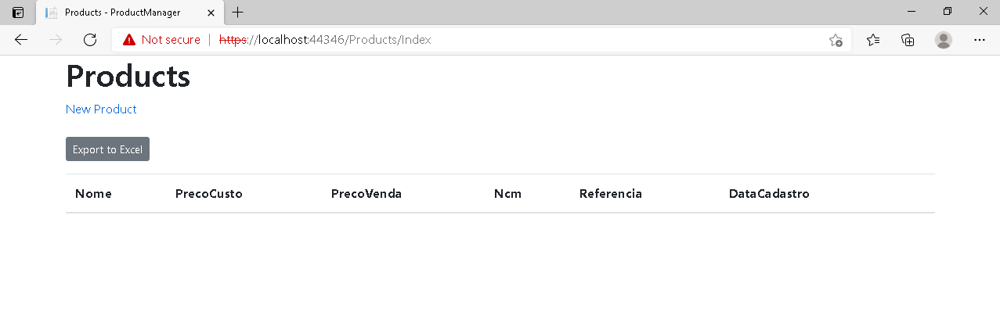 Products - ProductManager
Not secure | https://localhost:44346/Products/Index
Products
New Product
Export to Excel
Nome PrecoCusto PrecoVenda Ncm Referencia DataCadastro